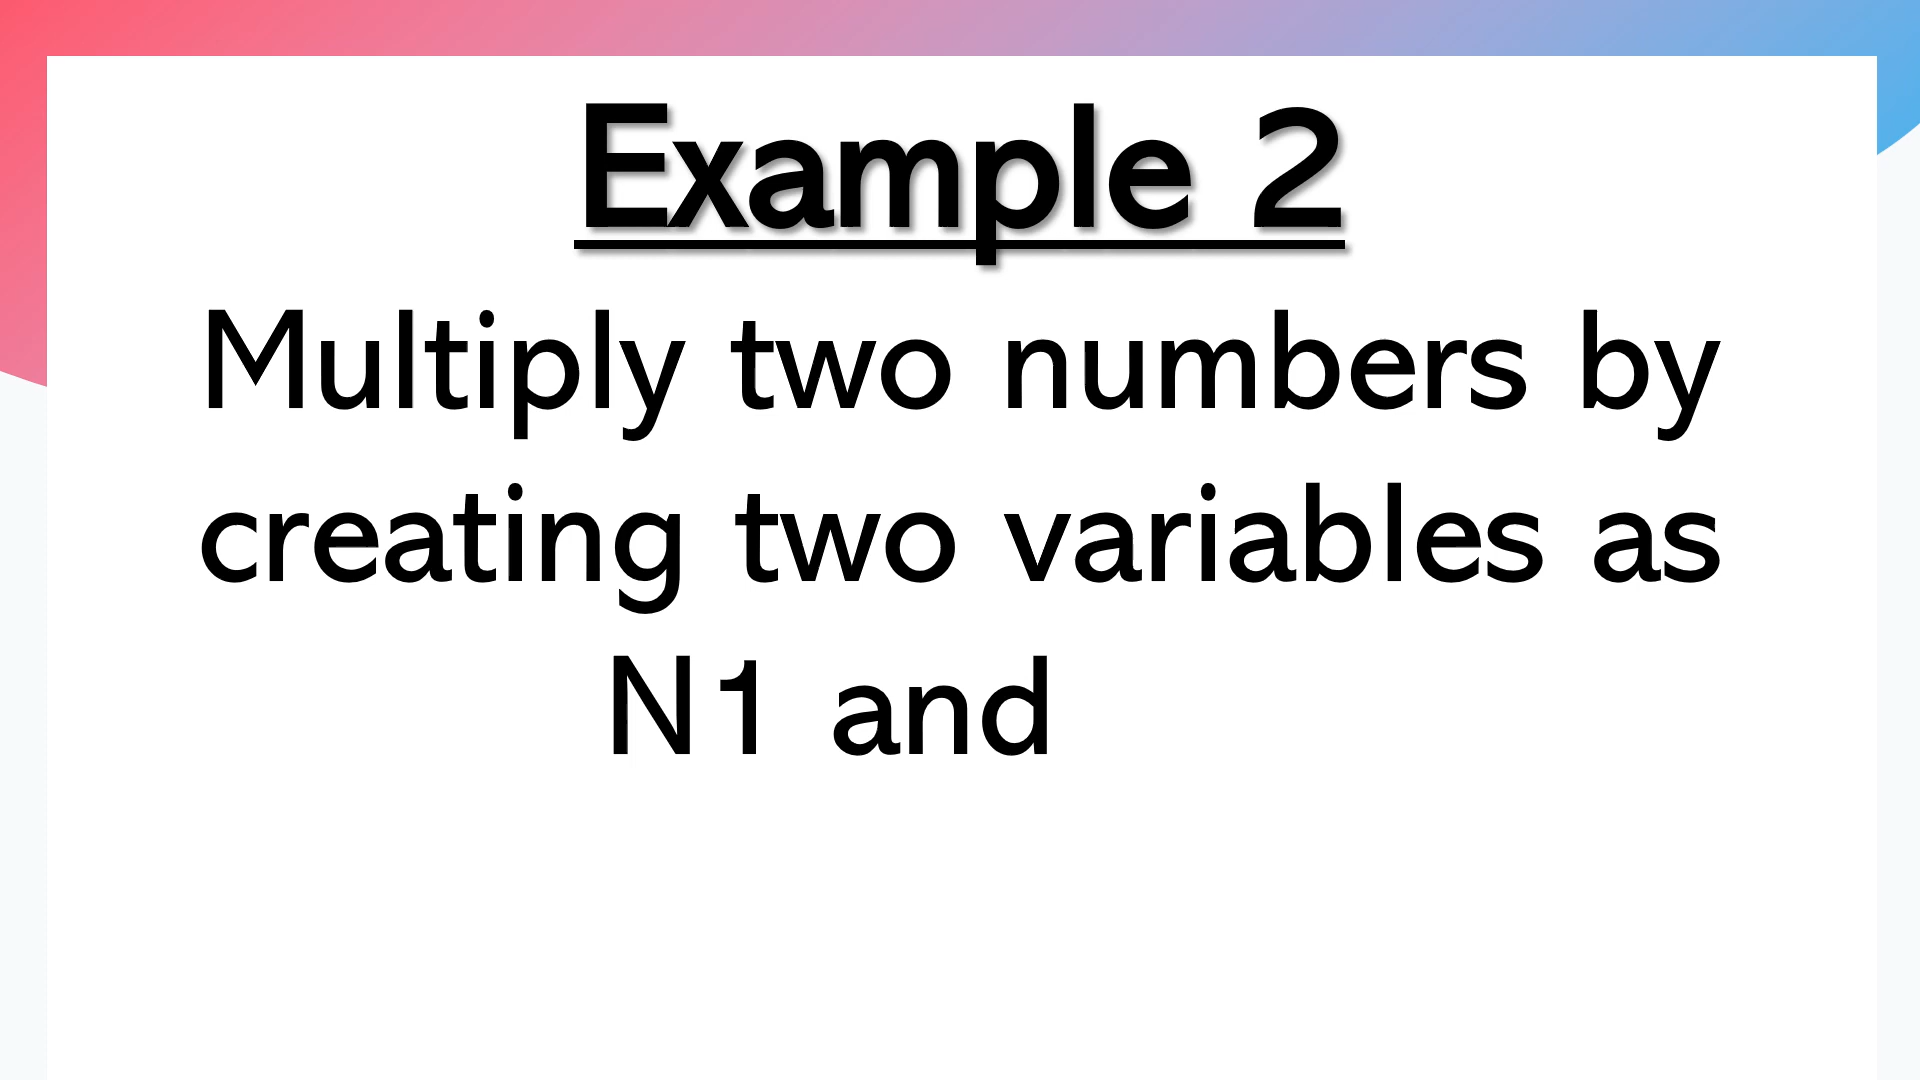 Example 2
Multiply two numbers by
creating two variables as
N1 and